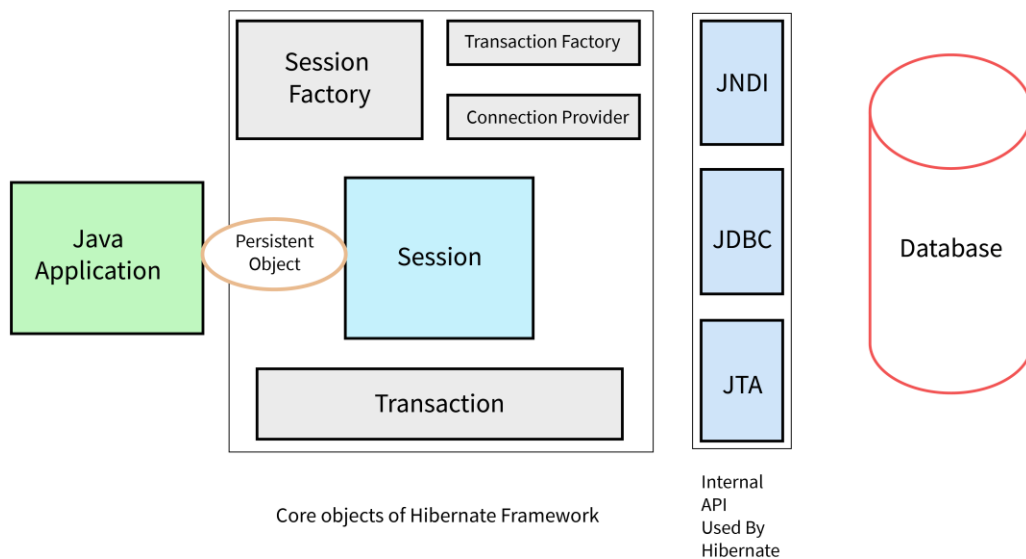 Session
Factory
Transaction Factory
Connection Provider
JNDI
Java
Application
Persistent
Object
Session
JDBC
Database
Transaction
JTA
Core objects of Hibernate Framework
Internal
API
Used By
Hibernate